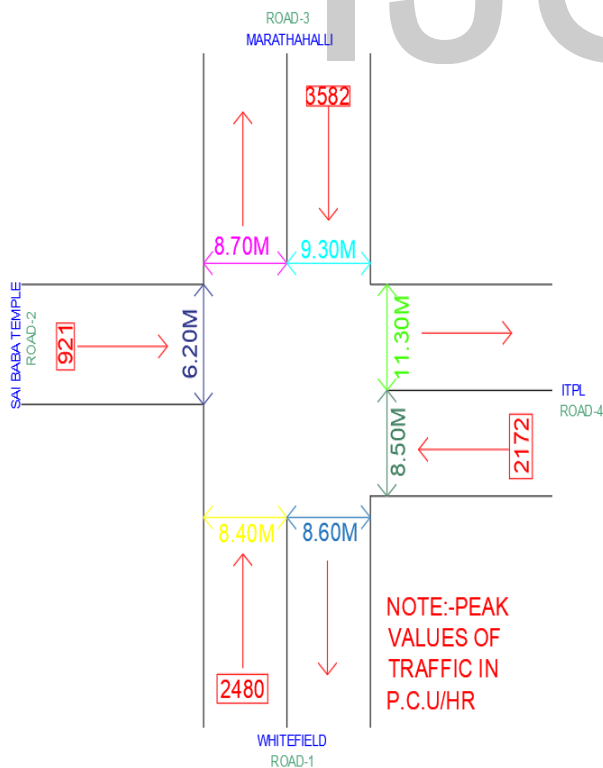 ROAD-3
MARATHAHALLI
3582
8.70M
9.30M
SAI BABA TEMPLE
ROAD-2
921
6.20M
11.30M
ITPL
ROAD-4
8.50M
2172
8.40M
8.60M
NOTE:-PEAK
VALUES OF
TRAFFIC IN
P.C.U/HR
2480
WHITEFIELD
ROAD-1